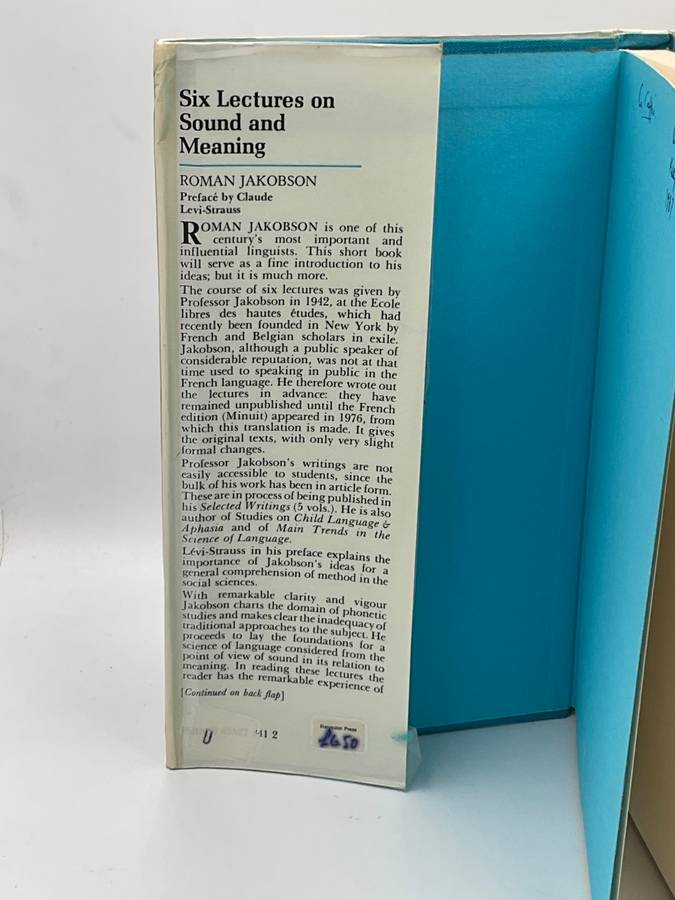 Six Lectures on
Sound and
Meaning
ROMAN JAKOBSON
Preface by Claude
Levi-Strauss
ROMAN JAKOBSON is one of this
century's most important and
influential linguists. This short book
will serve as a fine introduction to his
ideas; but it is much more.
The course of six lectures was given by
Professor Jakobson in 1942, at the Ecole
libres des hautes études, which had
recently been founded in New York by
French and Belgian scholars in exile.
Jakobson, although a public speaker of
considerable reputation, was not at that
time used to speaking in public in the
French language. He therefore wrote out
the lectures in advance: they have
remained unpublished until the French
edition (Minuit) appeared in 1976, from
which this translation is made. It gives
the original texts, with only very slight
formal changes.
Professor Jakobson's writings are not
easily accessible to students, since the
bulk of his work has been in article form.
These are in process of being published in
his Selected Writings (5 vols.). He is also
author of Studies on Child Language &
Aphasia and of Main Trends in the
Science of Language.
Lévi-Strauss in his preface explains the
importance of Jakobson's ideas for a
general comprehension of method in the
social sciences.
With remarkable clarity and vigour
Jakobson charts the domain of phonetic
studies and makes clear the inadequacy of
traditional approaches to the subject. He
proceeds to lay the foundations for a
science of language considered from the
point of view of sound in its relation to
meaning. In reading these lectures the
reader has the remarkable experience of
[Continued on back flap]
41 2
Harvester Press
£6.50